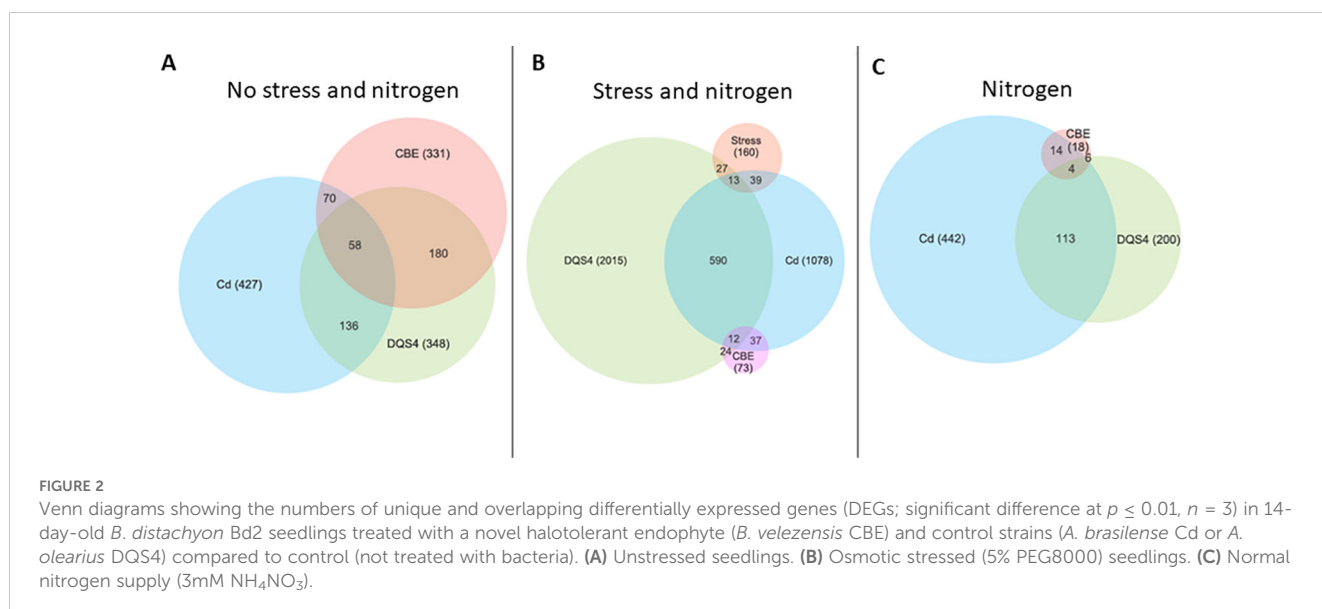 A
No stress and nitrogen
CBE (331)
70
58
180
Cd (427)
136
DQS4 (348)
B
Stress and nitrogen
Stress
(160)
27
13
39
DQS4 (2015)
590
Cd (1078)
12
37
24
CBE
(73)
C
Nitrogen
CBE
14
(18)
6
4
Cd (442)
113
DQS4 (200)
FIGURE 2
Venn diagrams showing the numbers of unique and overlapping differentially expressed genes (DEGs; significant difference at p ≤ 0.01, n = 3) in 14-
day-old B. distachyon Bd2 seedlings treated with a novel halotolerant endophyte (B. velezensis CBE) and control strains (A. brasilense Cd or A.
olearius DQS4) compared to control (not treated with bacteria). (A) Unstressed seedlings. (B) Osmotic stressed (5% PEG8000) seedlings. (C) Normal
nitrogen supply (3mM NH₄NO₃).